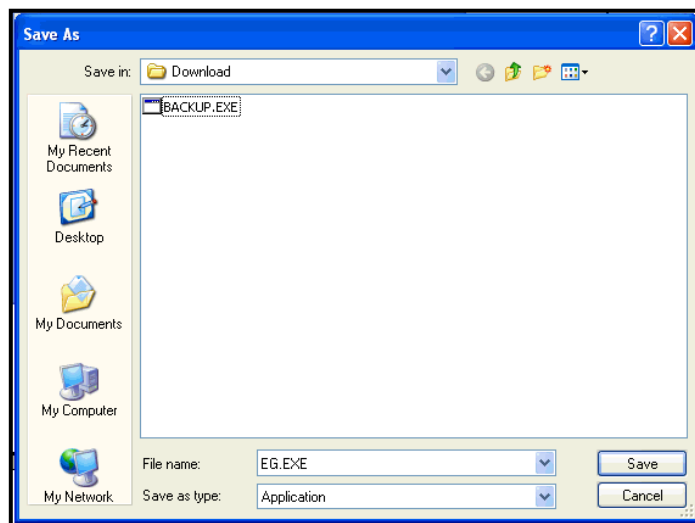 Save As
Save in:
Download
BACKUP.EXE
My Recent
Documents
Desktop
My Documents
My Computer
My Network
File name:
EG.EXE
Save
Save as type:
Application
Cancel